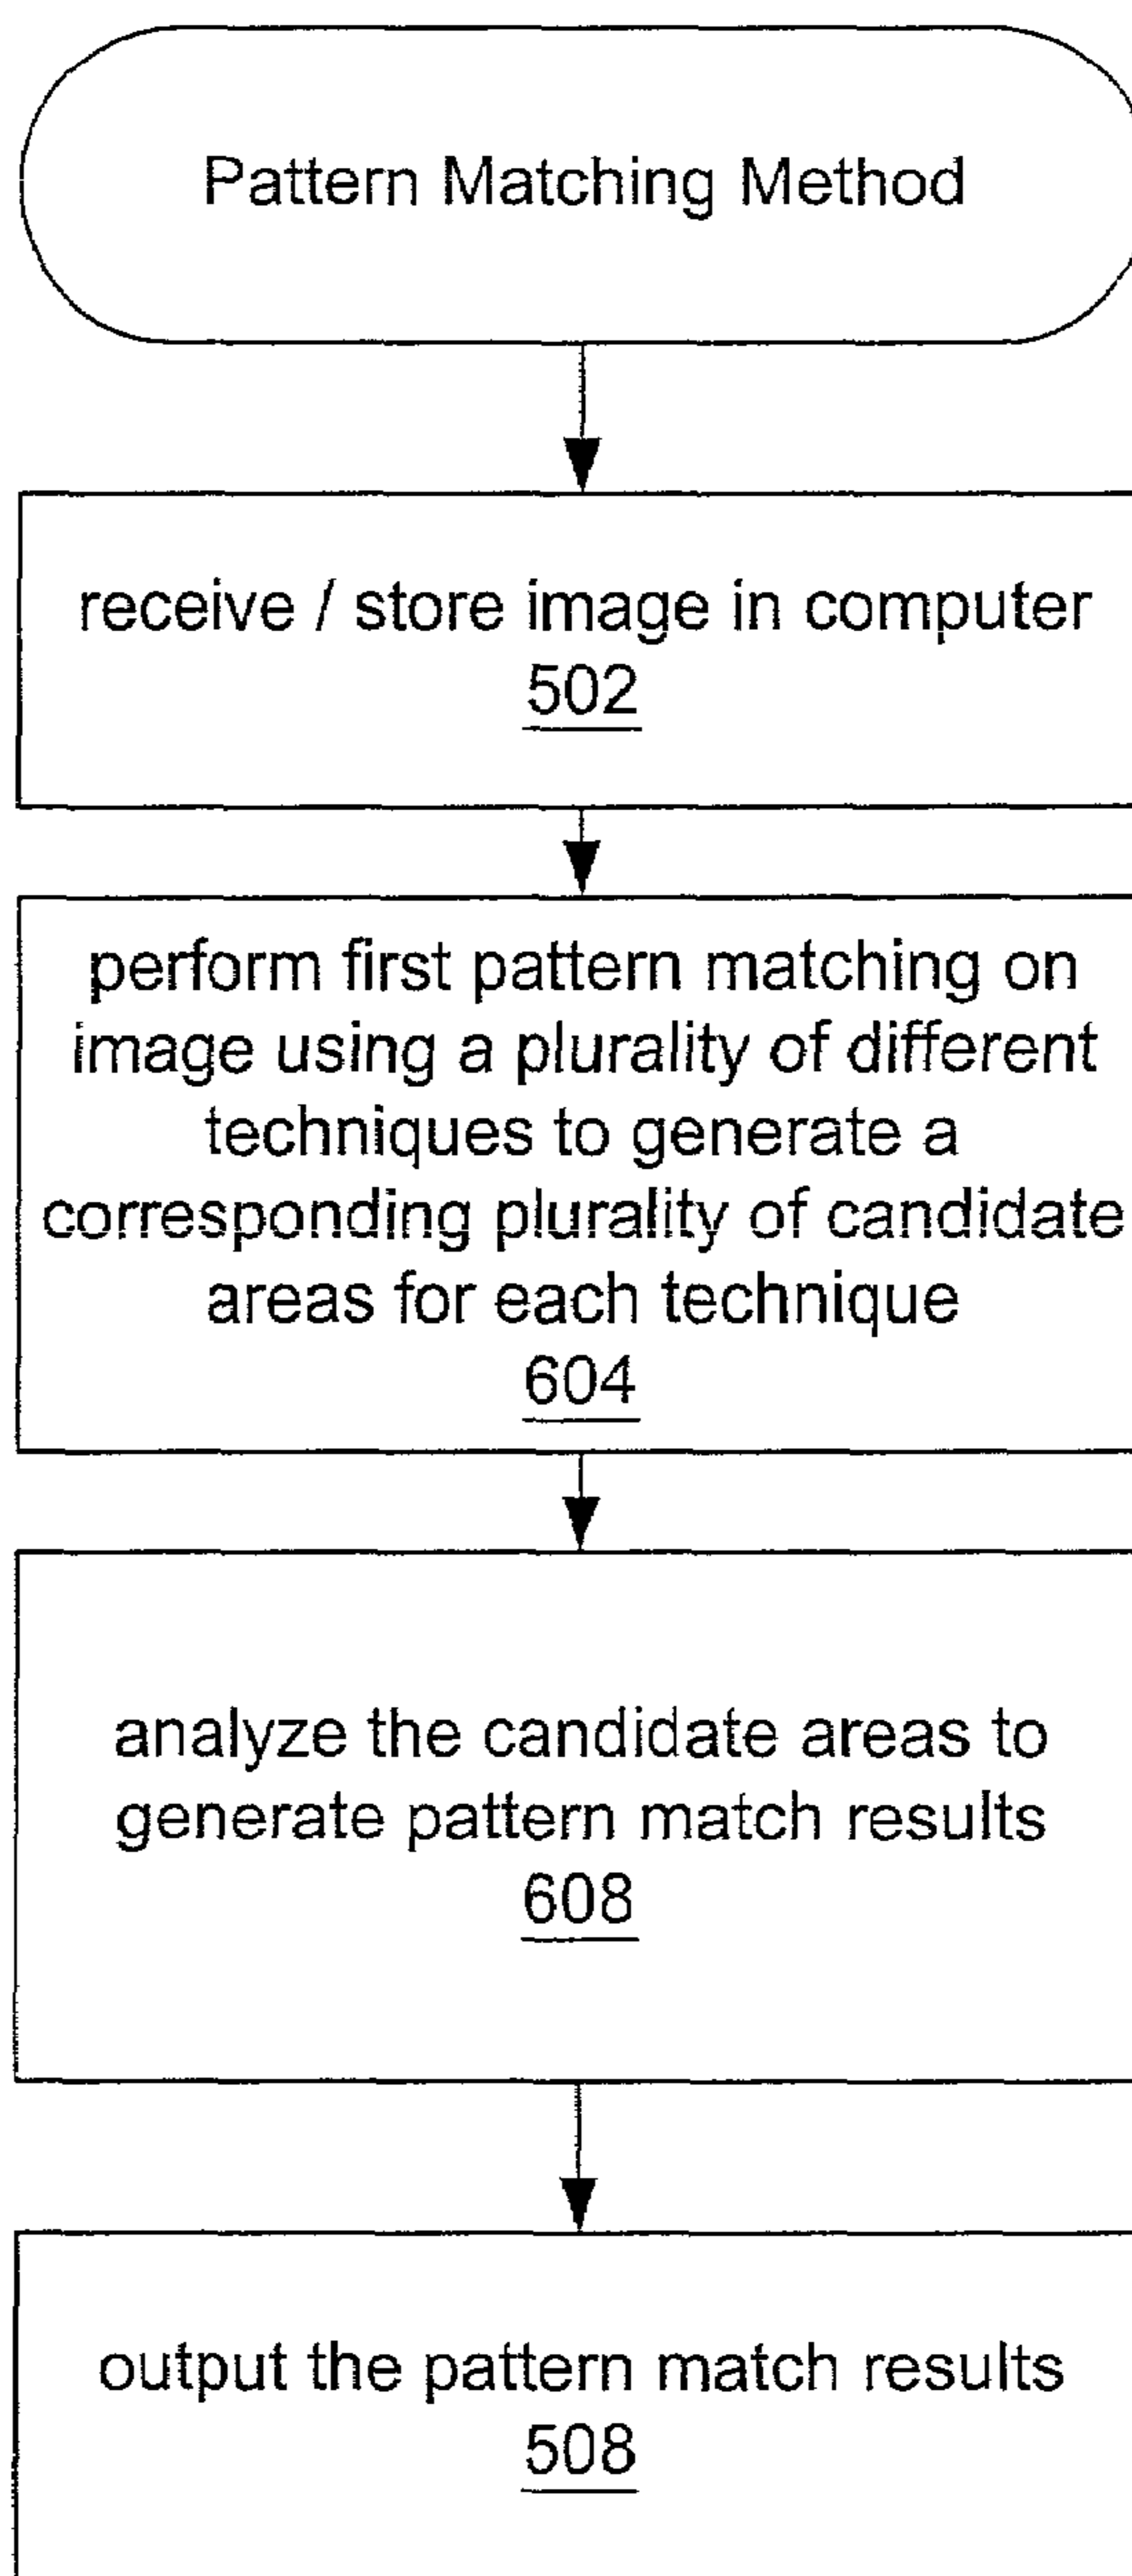 Pattern Matching Method
receive / store image in computer
502
perform first pattern matching on
image using a plurality of different
techniques to generate a
corresponding plurality of candidate
areas for each technique
604
analyze the candidate areas to
generate pattern match results
608
output the pattern match results
508